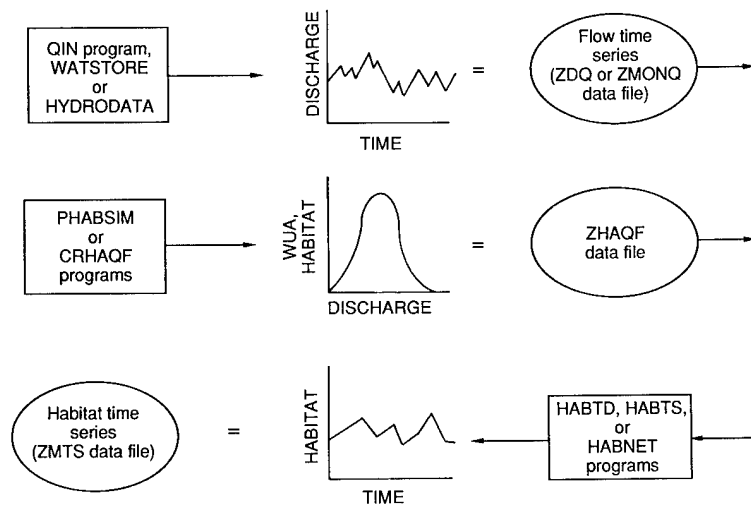 QIN program,
WATSTORE
or
HYDRODATA
DISCHARGE
TIME
=
Flow time
series
(ZDQ or ZMONQ
data file)
PHABSIM
or
CRHAQF
programs
WUA,
HABITAT
DISCHARGE
=
ZHAQF
data file
Habitat time
series
(ZMTS data file)
=
HABITAT
TIME
HABTD, HABTS,
or
HABNET
programs